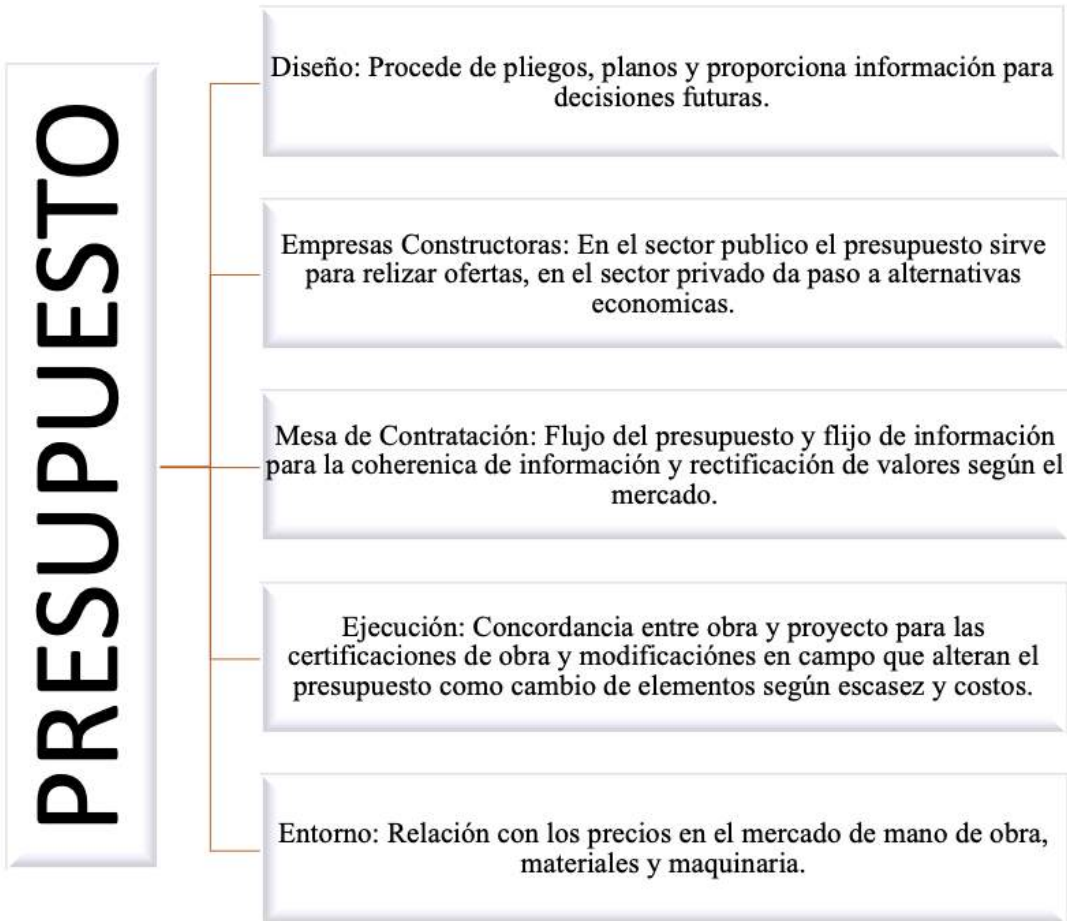 PRESUPUESTO
Diseño: Procede de pliegos, planos y proporciona información para
decisiones futuras.
Empresas Constructoras: En el sector publico el presupuesto sirve
para relizar ofertas, en el sector privado da paso a alternativas
economicas.
Mesa de Contratación: Flujo del presupuesto y flijo de información
para la coherenica de información y rectificación de valores según el
mercado.
Ejecución: Concordancia entre obra y proyecto para las
certificaciones de obra y modificaciónes en campo que alteran el
presupuesto como cambio de elementos según escasez y costos.
Entorno: Relación con los precios en el mercado de mano de obra,
materiales y maquinaria.